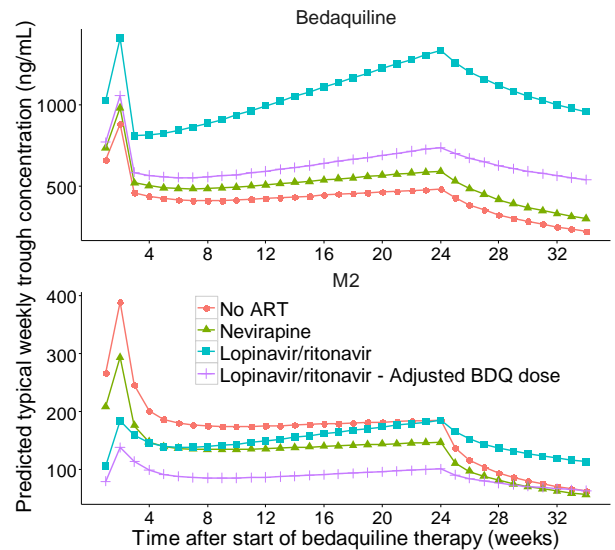 Bedaquiline
Predicted typical weekly trough concentration (ng/mL)
1000
500
4 8 12 16 20 24 28 32
M2
400
300
200
100
No ART
Nevirapine
Lopinavir/ritonavir
Lopinavir/ritonavir - Adjusted BDQ dose
4 8 12 16 20 24 28 32
Time after start of bedaquiline therapy (weeks)